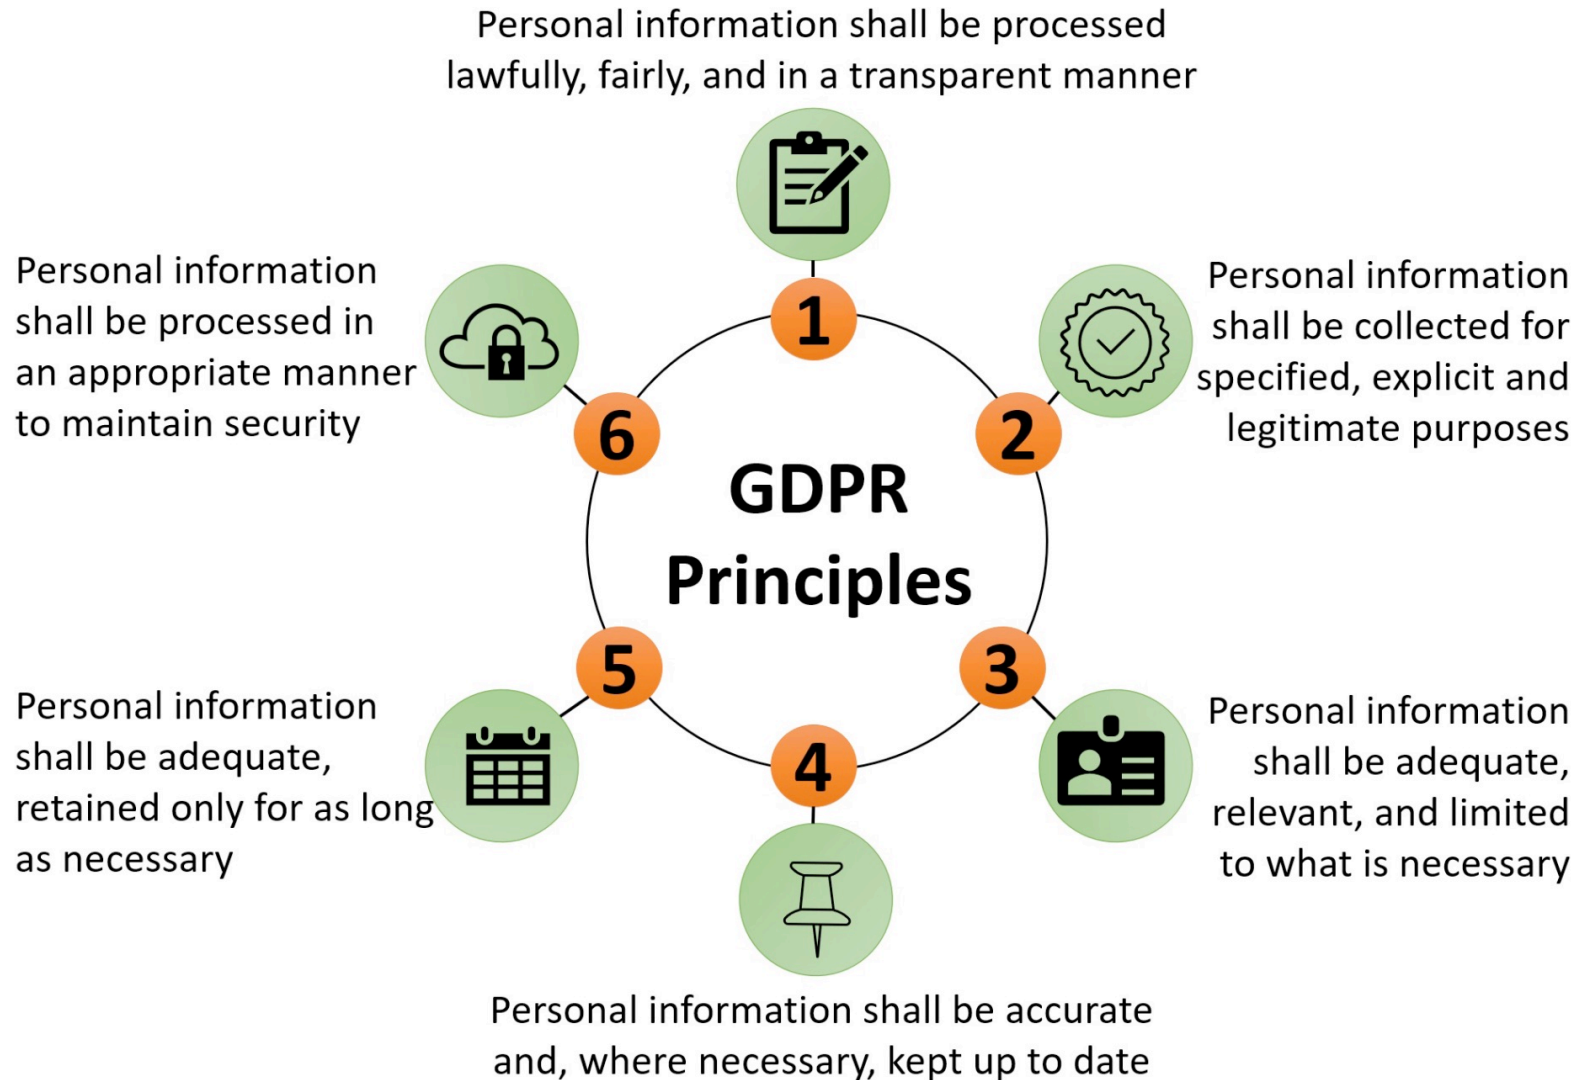 Personal information shall be processed
lawfully, fairly, and in a transparent manner
1
Personal information
shall be collected for
specified, explicit and
legitimate purposes
2
Personal information
shall be adequate,
relevant, and limited
to what is necessary
3
Personal information shall be accurate
and, where necessary, kept up to date
4
Personal information
shall be adequate,
retained only for as long
as necessary
5
Personal information
shall be processed in
an appropriate manner
to maintain security
6
GDPR
Principles